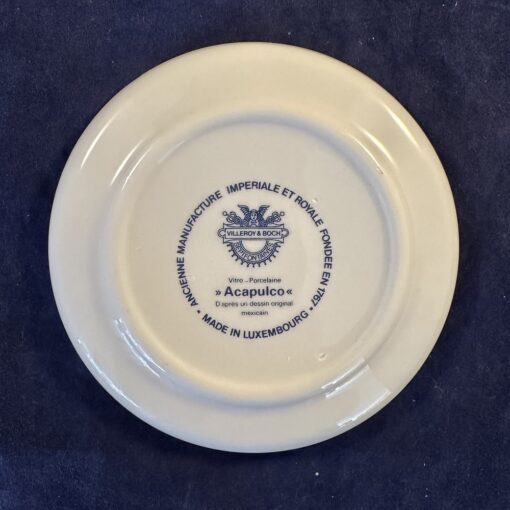 ANCIENNE MANUFACTURE IMPERIALE ET ROYALE FONDEE EN 1767 •
VILLEROY & BOCH
SEPTFONTAINES
Vitro - Porcelaine
» Acapulco «
D'après un dessin original
mexicain
• MADE IN LUXEMBOURG